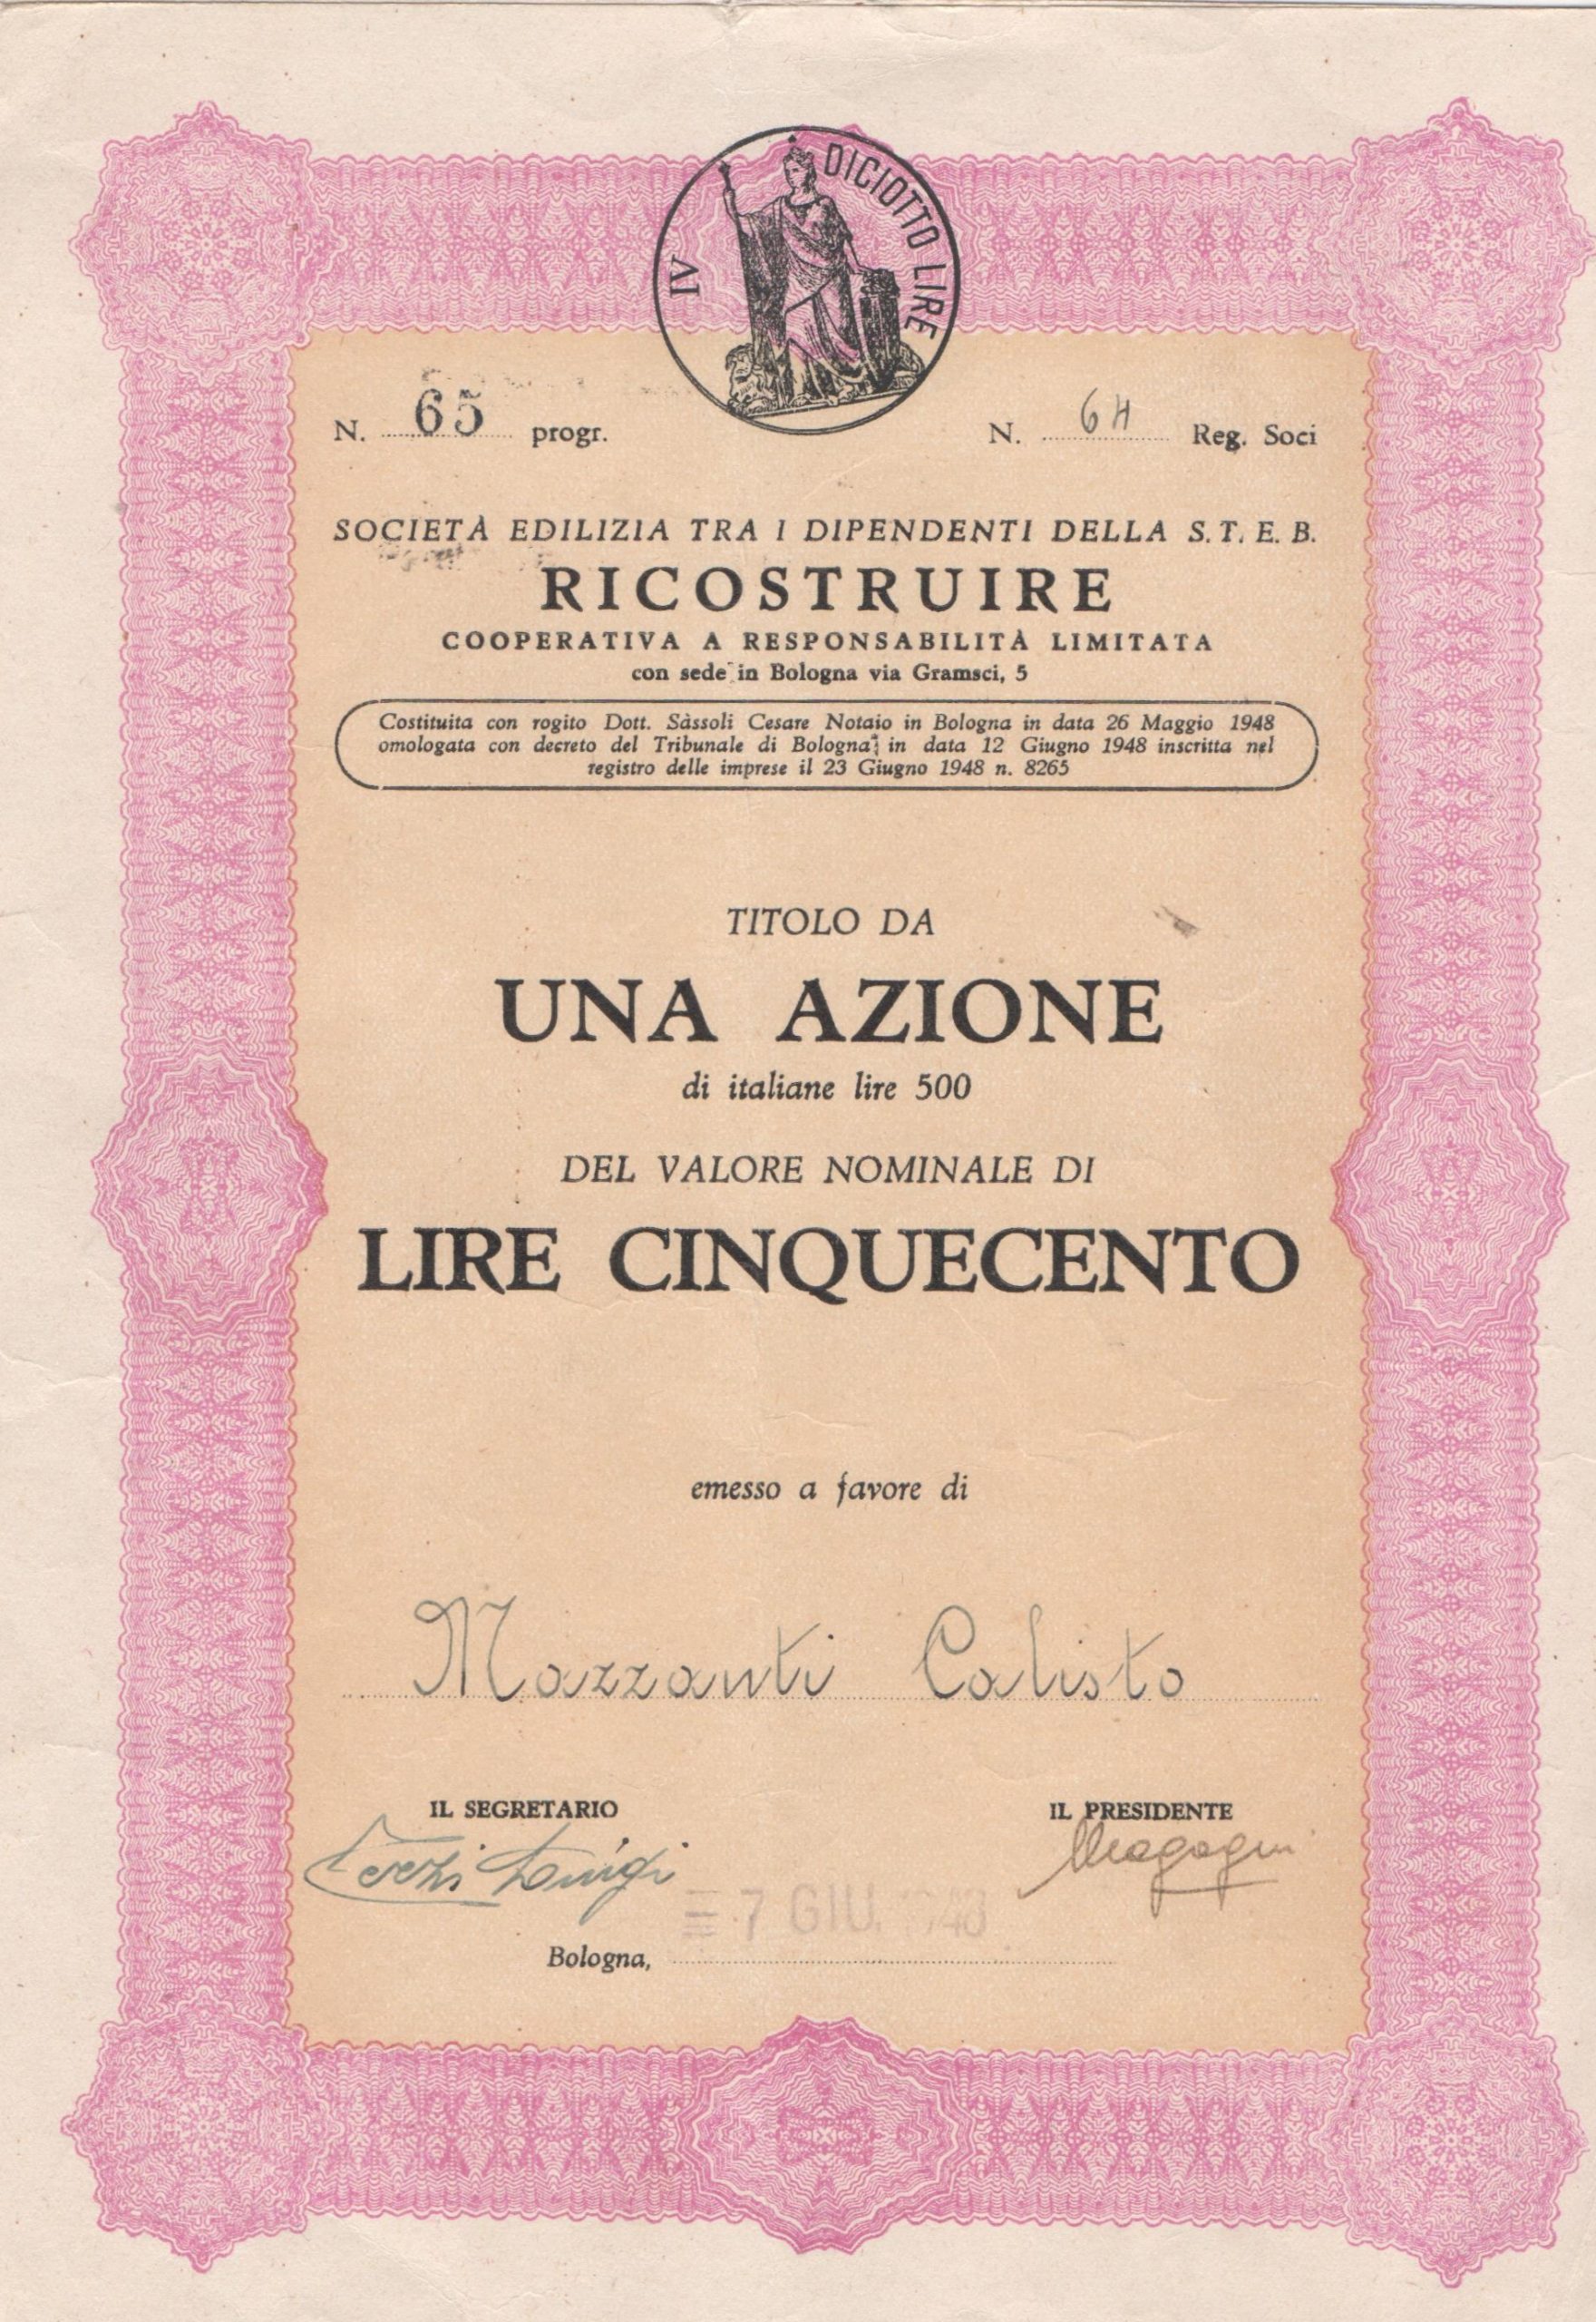 IV DICIOTTO LIRE
N. 65 progr.
N. 64 Reg. Soci
SOCIETÀ EDILIZIA TRA I DIPENDENTI DELLA S. T. E. B.
RICOSTRUIRE
COOPERATIVA A RESPONSABILITÀ LIMITATA
con sede in Bologna via Gramsci, 5
Costituita con rogito Dott. Sàssoli Cesare Notaio in Bologna in data 26 Maggio 1948
omologata con decreto del Tribunale di Bologna in data 12 Giugno 1948 inscritta nel
registro delle imprese il 23 Giugno 1948 n. 8265
TITOLO DA
UNA AZIONE
di italiane lire 500
DEL VALORE NOMINALE DI
LIRE CINQUECENTO
emesso a favore di
Mazzanti Calisto
IL SEGRETARIO
IL PRESIDENTE
Luigi
7 GIU.
Bologna,